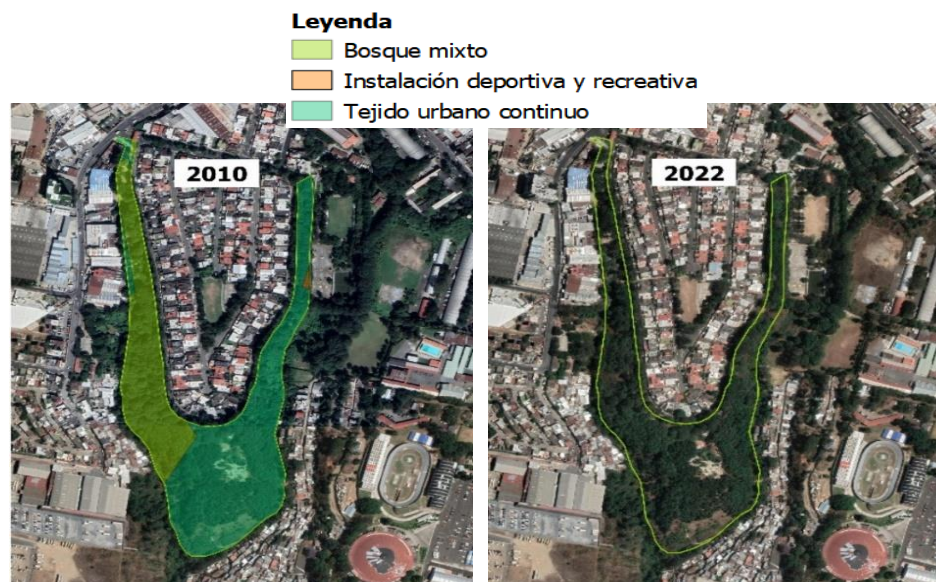 Leyenda
Bosque mixto
Instalación deportiva y recreativa
Tejido urbano continuo
2010
2022